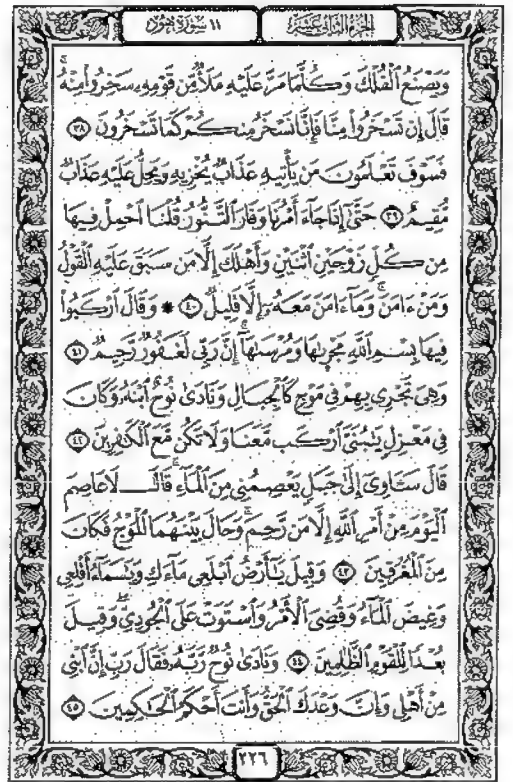 الجزء الثاني عشر
١١ سورة هود
وَيَصْنَعُ ٱلْفُلْكَ وَكُلَّمَا مَرَّ عَلَيْهِ مَلَأٌ مِّن قَوْمِهِۦ سَخِرُوا۟ مِنْهُ ۚ
قَالَ إِن تَسْخَرُوا۟ مِنَّا فَإِنَّا نَسْخَرُ مِنكُمْ كَمَا تَسْخَرُونَ ٣٨
فَسَوْفَ تَعْلَمُونَ مَن يَأْتِيهِ عَذَابٌ يُخْزِيهِ وَيَحِلُّ عَلَيْهِ عَذَابٌ
مُّقِيمٌ ٣٩ حَتَّىٰٓ إِذَا جَآءَ أَمْرُنَا وَفَارَ ٱلتَّنُّورُ قُلْنَا ٱحْمِلْ فِيهَا
مِن كُلٍّ زَوْجَيْنِ ٱثْنَيْنِ وَأَهْلَكَ إِلَّا مَن سَبَقَ عَلَيْهِ ٱلْقَوْلُ
وَمَنْ ءَامَنَ ۚ وَمَآ ءَامَنَ مَعَهُۥٓ إِلَّا قَلِيلٌ ٤٠ * وَقَالَ ٱرْكَبُوا۟
فِيهَا بِسْمِ ٱللَّهِ مَجْر۪ىٰهَا وَمُرْسَىٰهَآ ۚ إِنَّ رَبِّى لَغَفُورٌ رَّحِيمٌ ٤١
وَهِىَ تَجْرِى بِهِمْ فِى مَوْجٍ كَٱلْجِبَالِ وَنَادَىٰ نُوحٌ ٱبْنَهُۥ وَكَانَ
فِى مَعْزِلٍ يَٰبُنَىَّ ٱرْكَب مَّعَنَا وَلَا تَكُن مَّعَ ٱلْكَٰفِرِينَ ٤٢
قَالَ سَـَٔاوِىٓ إِلَىٰ جَبَلٍ يَعْصِمُنِى مِنَ ٱلْمَآءِ ۚ قَالَ لَا عَاصِمَ
ٱلْيَوْمَ مِنْ أَمْرِ ٱللَّهِ إِلَّا مَن رَّحِمَ ۚ وَحَالَ بَيْنَهُمَا ٱلْمَوْجُ فَكَانَ
مِنَ ٱلْمُغْرَقِينَ ٤٣ وَقِيلَ يَٰٓأَرْضُ ٱبْلَعِى مَآءَكِ وَيَٰسَمَآءُ أَقْلِعِى
وَغِيضَ ٱلْمَآءُ وَقُضِىَ ٱلْأَمْرُ وَٱسْتَوَتْ عَلَى ٱلْجُودِىِّ ۖ وَقِيلَ
بُعْدًا لِّلْقَوْمِ ٱلظَّٰلِمِينَ ٤٤ وَنَادَىٰ نُوحٌ رَّبَّهُۥ فَقَالَ رَبِّ إِنَّ ٱبْنِى
مِنْ أَهْلِى وَإِنَّ وَعْدَكَ ٱلْحَقُّ وَأَنتَ أَحْكَمُ ٱلْحَٰكِمِينَ ٤٥
٢٢٦